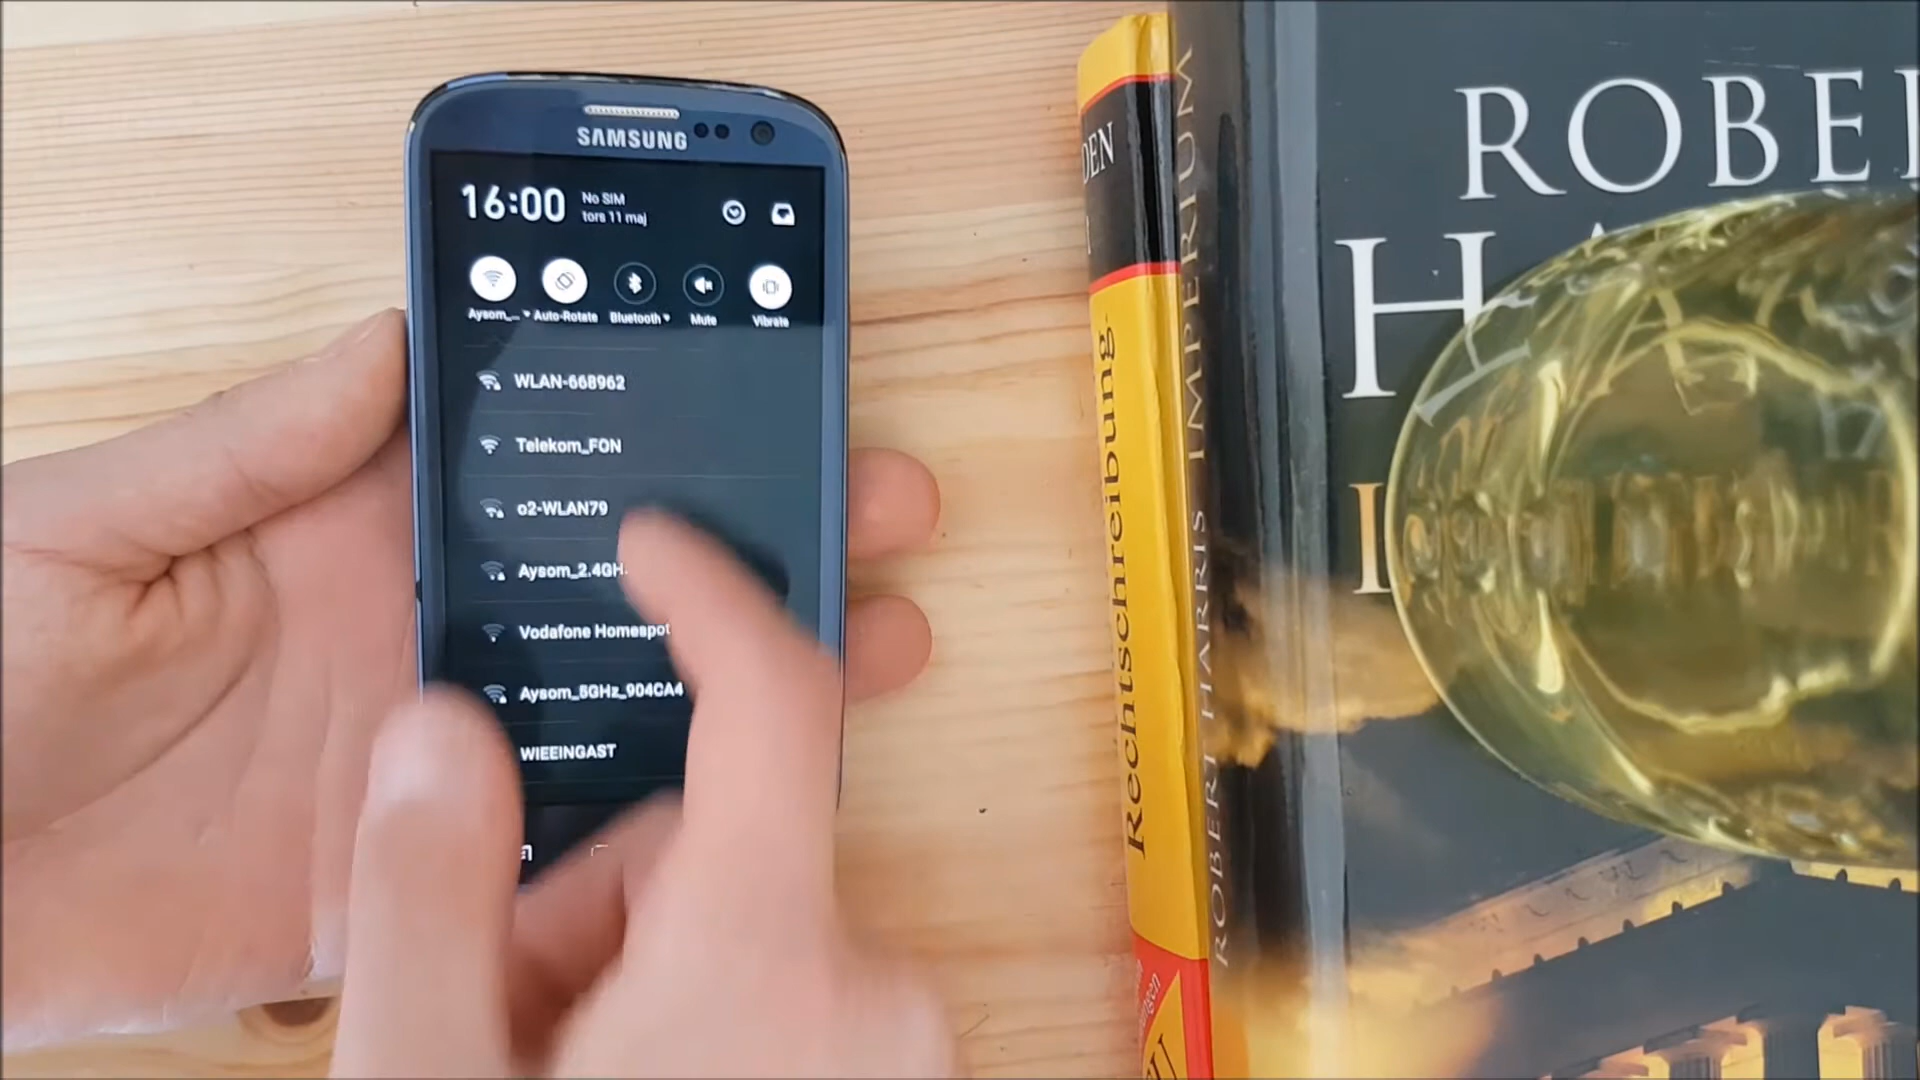 SAMSUNG
16:00
No SIM
tors 11 maj
Aysom_...
Auto-Rotate
Bluetooth
Mute
Vibrate
WLAN-668962
Telekom_FON
o2-WLAN79
Aysom_2.4GH
Vodafone Homespot
Aysom_5GHz_904CA4
WIEEINGAST
DEN
Rechtschreibung
ROBERT HARRIS IMPERIUM
ROBE
H
I